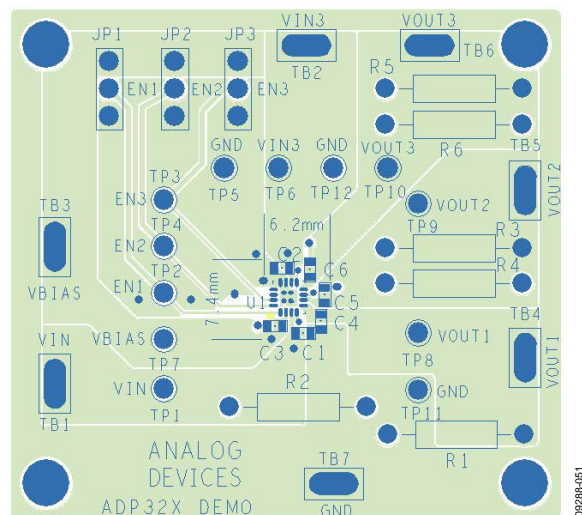 VIN3
VOUT3
JP1
JP2
JP3
TB2
TB6
R5
EN1
EN2
EN3
R6
TB5
GND
VIN3
GND
VOUT3
TP3
TP5
TP6
TP12
TP10
VOUT2
EN3
TP4
6.2mm
VOUT2
TP9
TB3
R3
EN2
TP2
C2
C6
R4
VBIAS
EN1
7.4mm
U1
C5
TB4
C4
VIN
VBIAS
TP7
C3
C1
VOUT1
TP8
VOUT1
R2
VIN
TP1
GND
TP11
TB1
R1
ANALOG
DEVICES
TB7
ADP32X DEMO
GND
09288-051